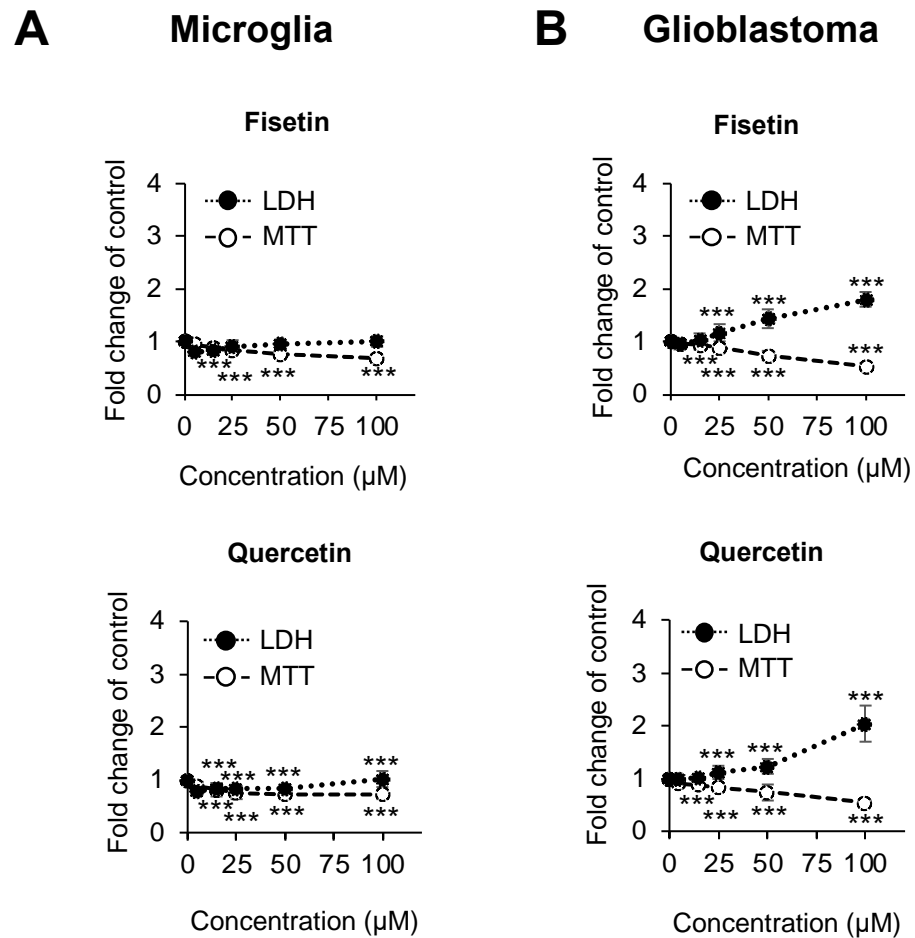 A Microglia
B Glioblastoma
Fisetin
Fold change of control
4
3
2
1
0
LDH
MTT
***
***
***
***
0 25 50 75 100
Concentration (µM)
Fisetin
Fold change of control
4
3
2
1
0
LDH
MTT
***
***
***
***
***
***
***
0 25 50 75 100
Concentration (µM)
Quercetin
Fold change of control
4
3
2
1
0
LDH
MTT
***
***
***
***
***
***
***
***
0 25 50 75 100
Concentration (µM)
Quercetin
Fold change of control
4
3
2
1
0
LDH
MTT
***
***
***
***
***
***
***
0 25 50 75 100
Concentration (µM)